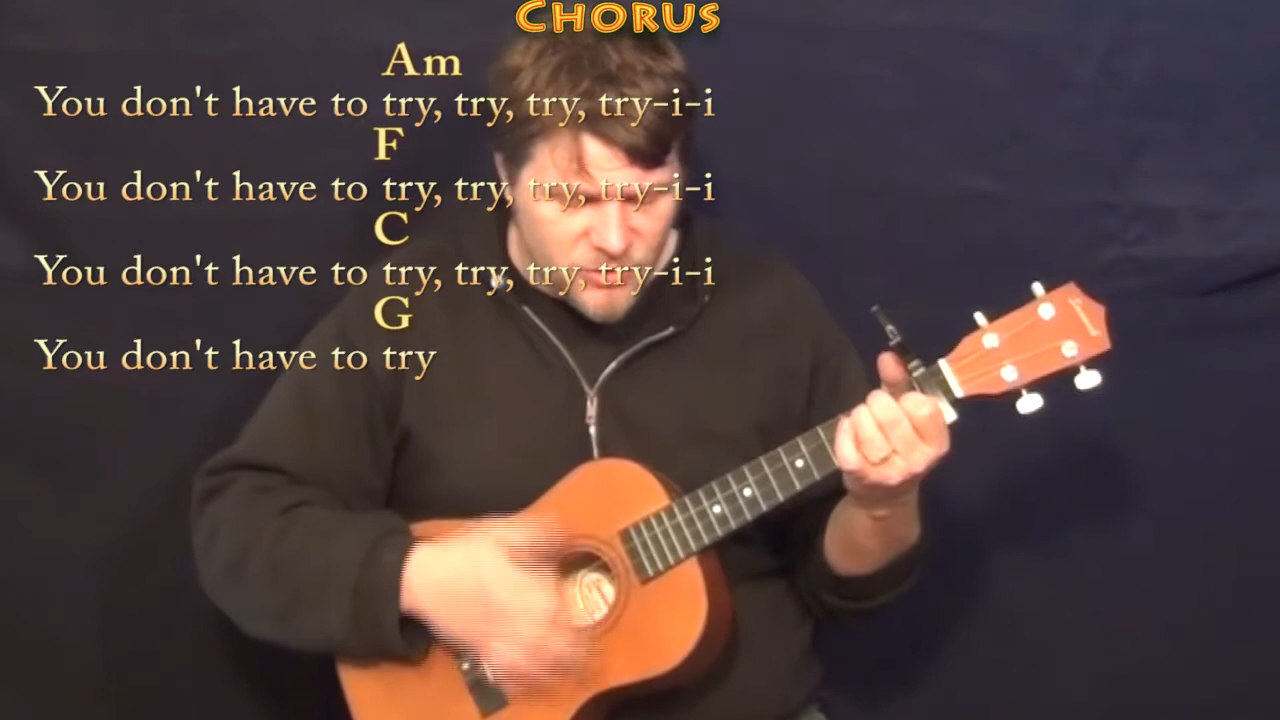 CHORUS
Am
You don't have to try, try, try, try-i-i
F
You don't have to try, try, try, try-i-i
C
You don't have to try, try, try, try-i-i
G
You don't have to try